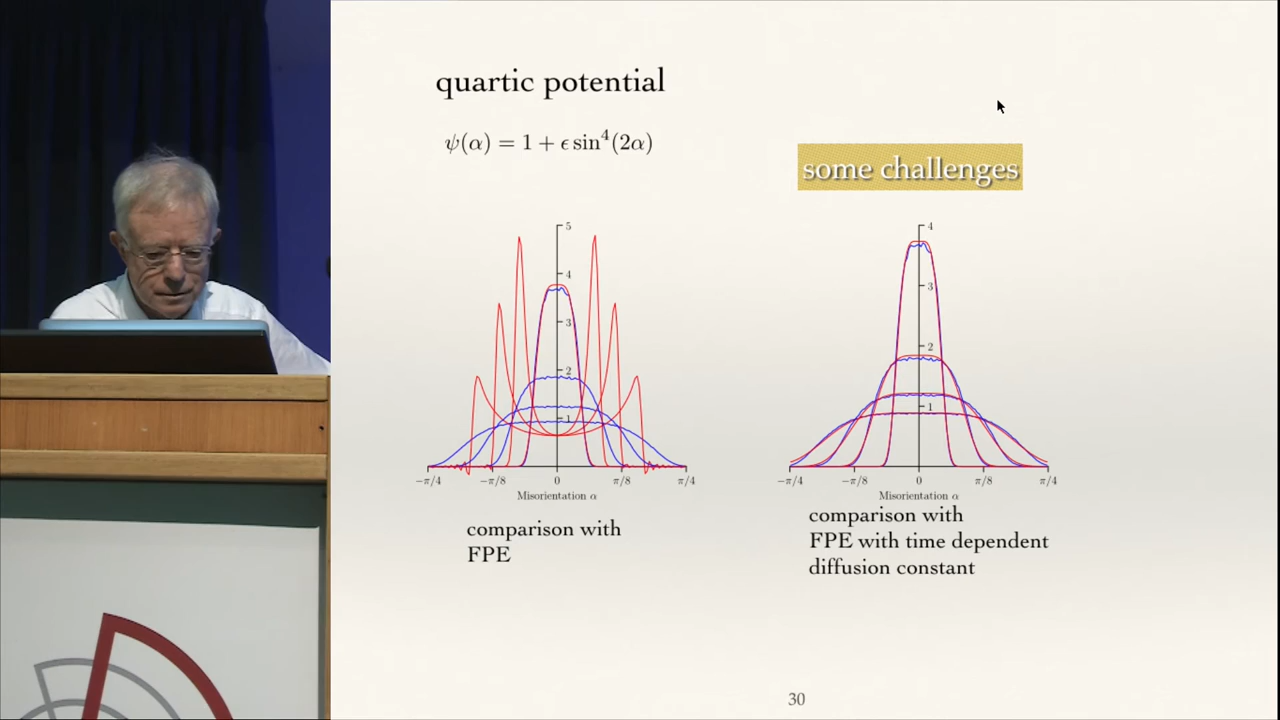 quartic potential
ψ(α) = 1 + ϵ sin⁴(2α)
some challenges
5
4
3
2
1
−π/4 −π/8 0 π/8 π/4
Misorientation α
comparison with
FPE
4
3
2
1
−π/4 −π/8 0 π/8 π/4
Misorientation α
comparison with
FPE with time dependent
diffusion constant
30